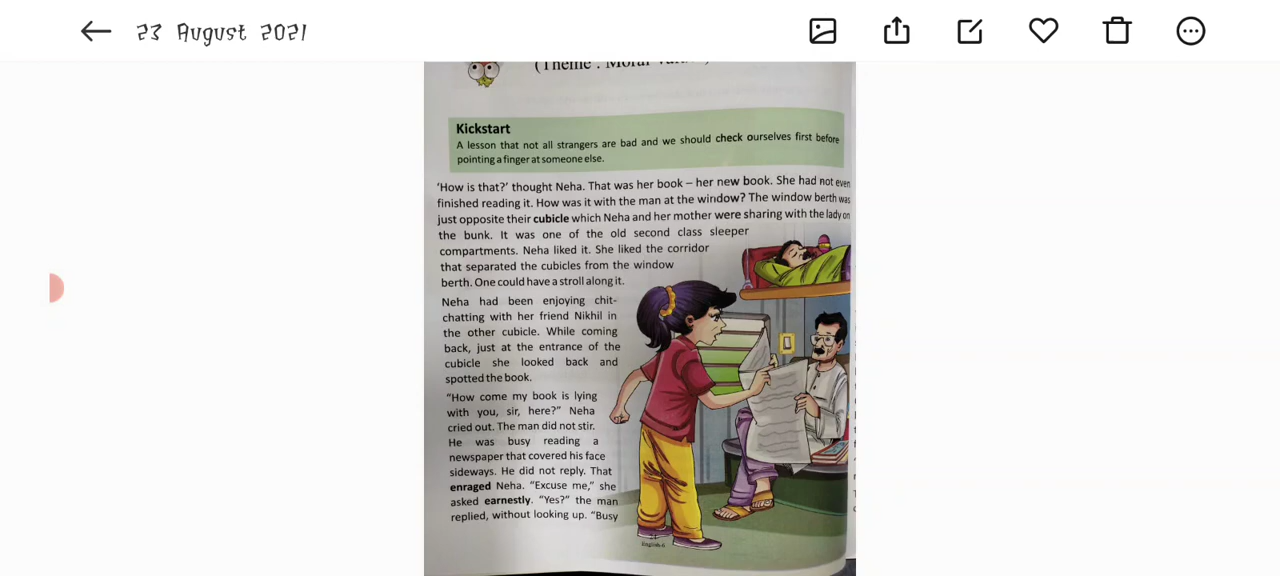 23 August 2021
(Theme : Moral
Kickstart
A lesson that not all strangers are bad and we should check ourselves first before
pointing a finger at someone else.
'How is that?' thought Neha. That was her book – her new book. She had not even
finished reading it. How was it with the man at the window? The window berth was
just opposite their cubicle which Neha and her mother were sharing with the lady on
the bunk. It was one of the old second class sleeper
compartments. Neha liked it. She liked the corridor
that separated the cubicles from the window
berth. One could have a stroll along it.
Neha had been enjoying chit-
chatting with her friend Nikhil in
the other cubicle. While coming
back, just at the entrance of the
cubicle she looked back and
spotted the book.
"How come my book is lying
with you, sir, here?" Neha
cried out. The man did not stir.
He was busy reading a
newspaper that covered his face
sideways. He did not reply. That
enraged Neha. "Excuse me," she
asked earnestly. "Yes?" the man
replied, without looking up. "Busy
English-6